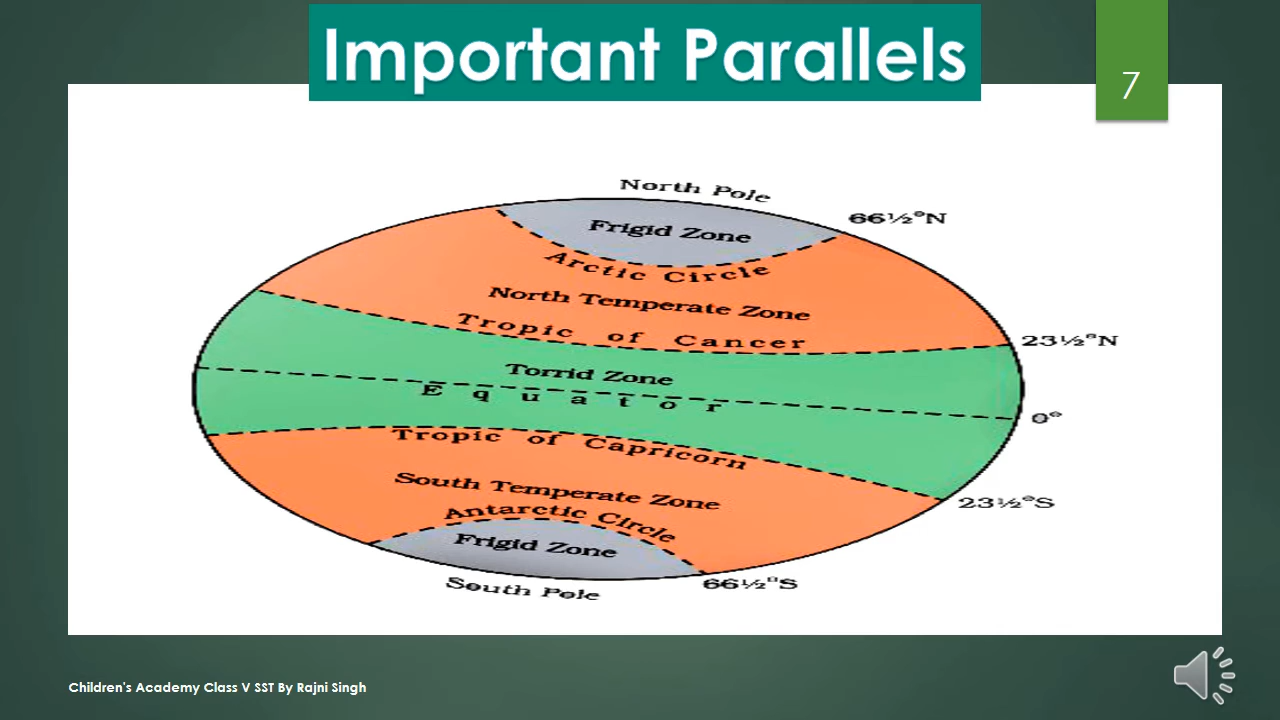 Important Parallels
7
North Pole
66½°N
Frigid Zone
Arctic Circle
North Temperate Zone
Tropic of Cancer
23½°N
Torrid Zone
Equator
0°
Tropic of Capricorn
South Temperate Zone
23½°S
Antarctic Circle
Frigid Zone
South Pole
66½°S
Children's Academy Class V SST By Rajni Singh